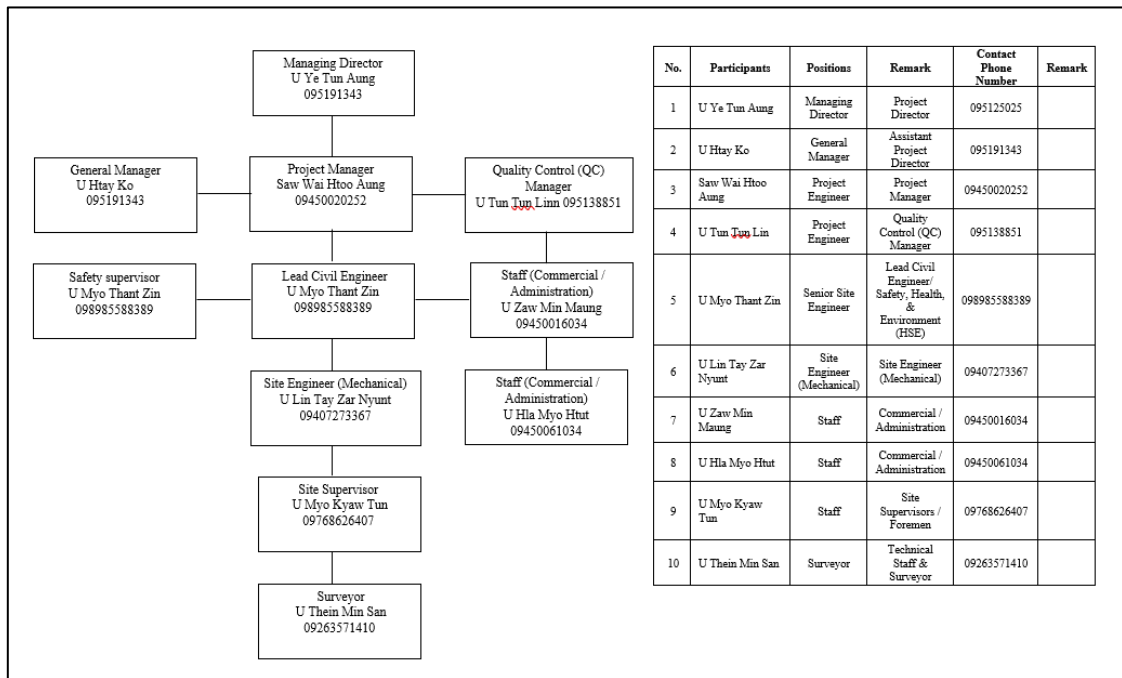 Managing Director
U Ye Tun Aung
095191343
General Manager
U Htay Ko
095191343
Project Manager
Saw Wai Htoo Aung
09450020252
Quality Control (QC)
Manager
U Tun Tun Linn 095138851
Safety supervisor
U Myo Thant Zin
098985588389
Lead Civil Engineer
U Myo Thant Zin
098985588389
Staff (Commercial /
Administration)
U Zaw Min Maung
09450016034
Site Engineer (Mechanical)
U Lin Tay Zar Nyunt
09407273367
Staff (Commercial /
Administration)
U Hla Myo Htut
09450061034
Site Supervisor
U Myo Kyaw Tun
09768626407
Surveyor
U Thein Min San
09263571410
No. Participants Positions Remark Contact Phone Number Remark
1 U Ye Tun Aung Managing Director Project Director 095125025
2 U Htay Ko General Manager Assistant Project Director 095191343
3 Saw Wai Htoo Aung Project Engineer Project Manager 09450020252
4 U Tun Tun Lin Project Engineer Quality Control (QC) Manager 095138851
5 U Myo Thant Zin Senior Site Engineer Lead Civil Engineer/ Safety, Health, & Environment (HSE) 098985588389
6 U Lin Tay Zar Nyunt Site Engineer (Mechanical) Site Engineer (Mechanical) 09407273367
7 U Zaw Min Maung Staff Commercial / Administration 09450016034
8 U Hla Myo Htut Staff Commercial / Administration 09450061034
9 U Myo Kyaw Tun Staff Site Supervisors / Foremen 09768626407
10 U Thein Min San Surveyor Technical Staff & Surveyor 09263571410